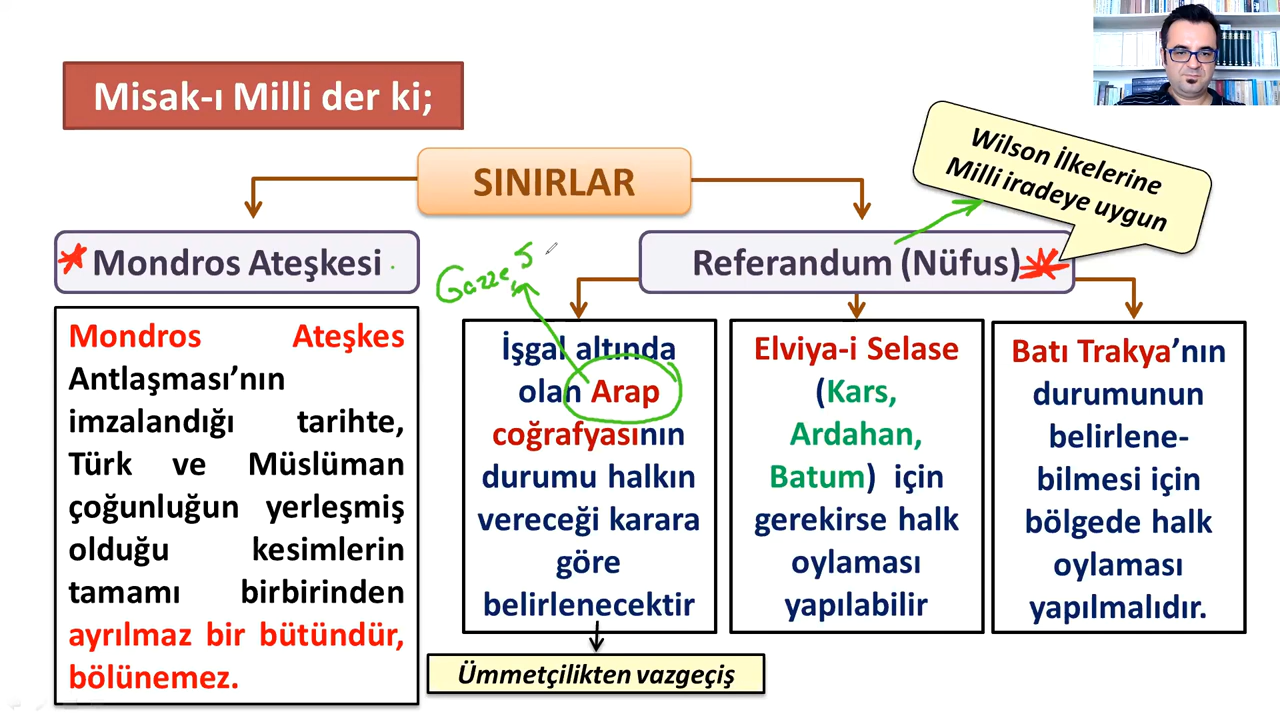 Misak-ı Milli der ki;
SINIRLAR
Wilson İlkelerine
Milli iradeye uygun
Mondros Ateşkesi
Referandum (Nüfus)
Gazze, S
Mondros Ateşkes
Antlaşması’nın
imzalandığı tarihte,
Türk ve Müslüman
çoğunluğun yerleşmiş
olduğu kesimlerin
tamamı birbirinden
ayrılmaz bir bütündür,
bölünemez.
İşgal altında
olan Arap
coğrafyasının
durumu halkın
vereceği karara
göre
belirlenecektir
Ümmetçilikten vazgeçiş
Elviya-i Selase
(Kars,
Ardahan,
Batum) için
gerekirse halk
oylaması
yapılabilir
Batı Trakya’nın
durumunun
belirlene-
bilmesi için
bölgede halk
oylaması
yapılmalıdır.